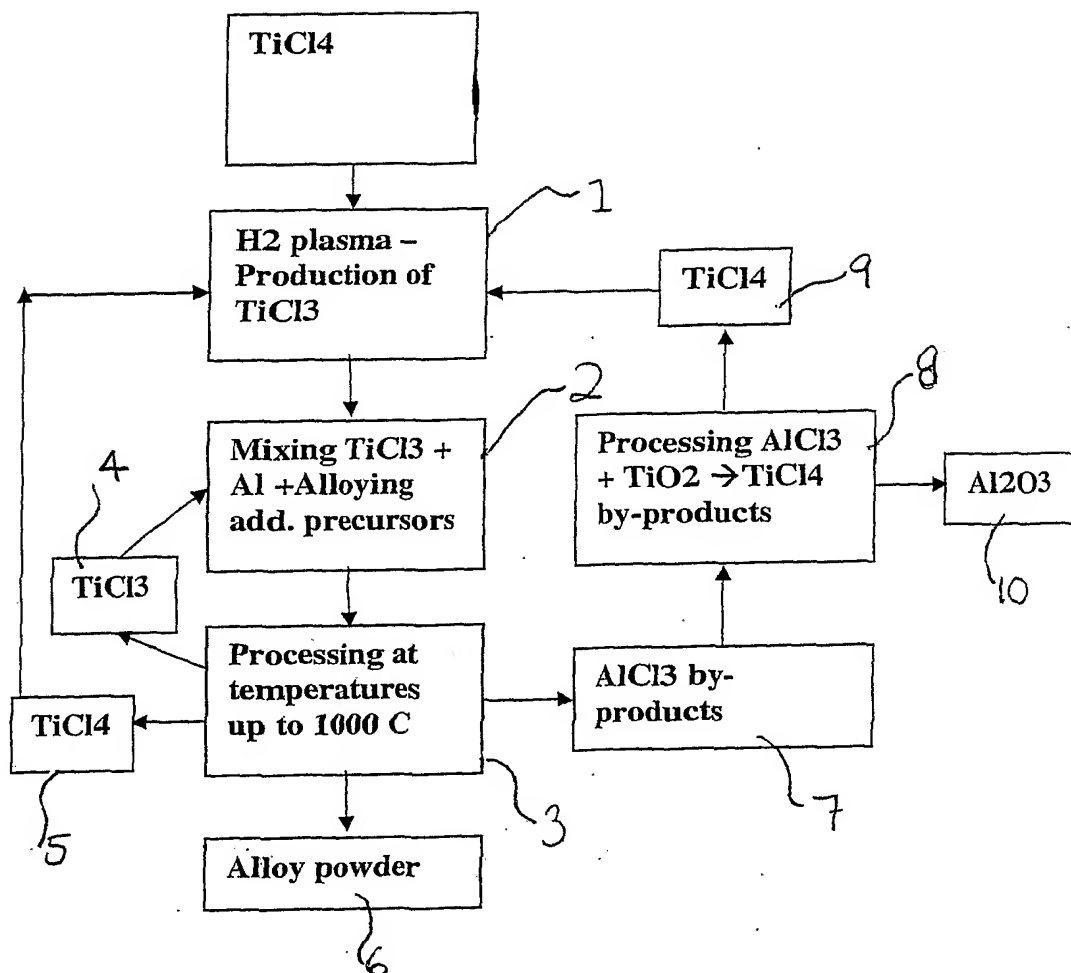 TiCl4
1
H2 plasma –
Production of
TiCl3
TiCl4
9
2
Mixing TiCl3 +
Al +Alloying
add. precursors
8
Processing AlCl3
+ TiO2 →TiCl4
by-products
Al2O3
10
4
TiCl3
Processing at
temperatures
up to 1000 C
3
AlCl3 by-
products
7
TiCl4
5
Alloy powder
6